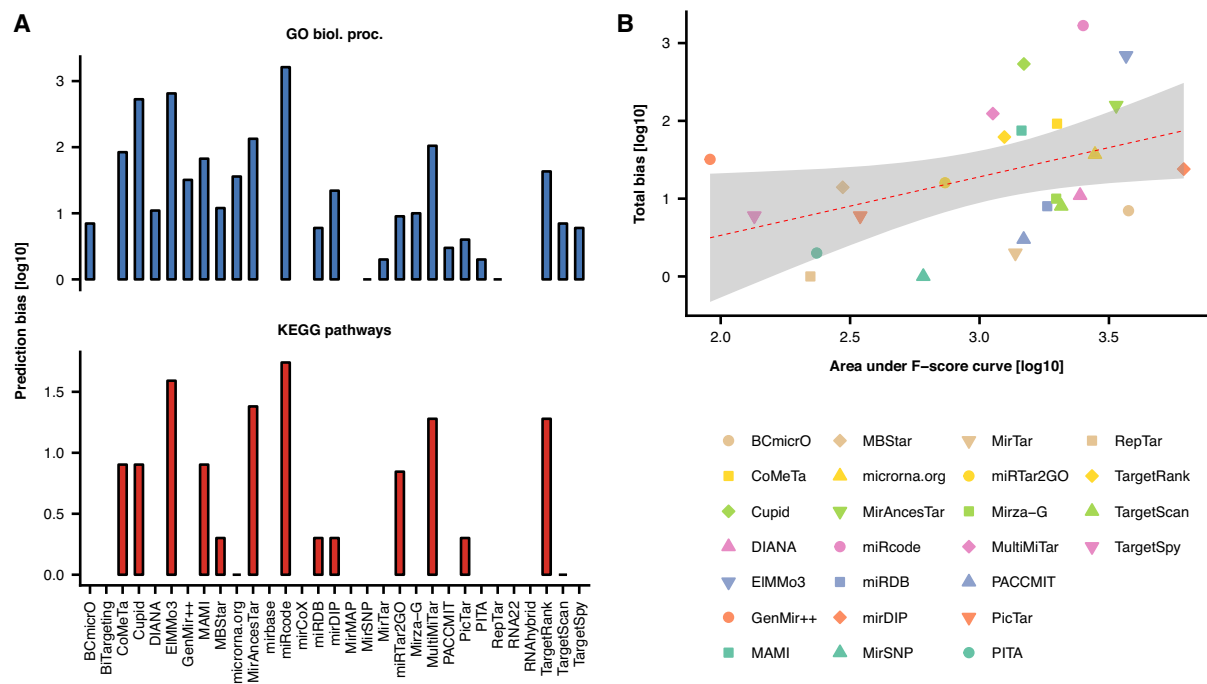 A
GO biol. proc.
3
2
1
0
Prediction bias [log10]
KEGG pathways
1.5
1.0
0.5
0.0
BCmicrO
BiTargeting
CoMeTa
Cupid
DIANA
EIMMo3
GenMir++
MAMI
MBStar
microrna.org
MirAncesTar
mirbase
miRcode
mirCoX
miRDB
mirDIP
MirMAP
MirSNP
MirTar
miRTar2GO
Mirza-G
MultiMiTar
PACCMIT
PicTar
PITA
RepTar
RNA22
RNAhybrid
TargetRank
TargetScan
TargetSpy
B
Total bias [log10]
3
2
1
0
2.0 2.5 3.0 3.5
Area under F−score curve [log10]
BCmicrO MBStar MirTar RepTar
CoMeTa microrna.org miRTar2GO TargetRank
Cupid MirAncesTar Mirza-G TargetScan
DIANA miRcode MultiMiTar TargetSpy
EIMMo3 miRDB PACCMIT
GenMir++ mirDIP PicTar
MAMI MirSNP PITA